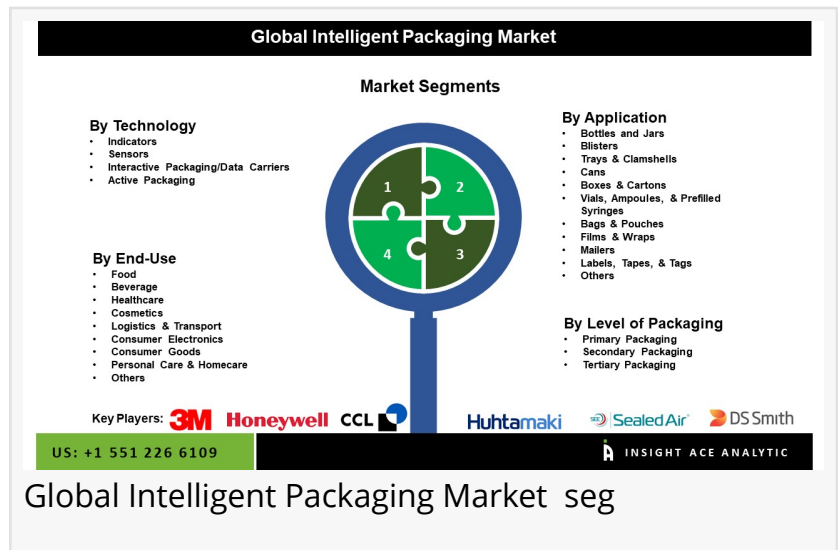 Global Intelligent Packaging Market
Market Segments
By Technology
• Indicators
• Sensors
• Interactive Packaging/Data Carriers
• Active Packaging
By Application
• Bottles and Jars
• Blisters
• Trays & Clamshells
• Cans
• Boxes & Cartons
• Vials, Ampoules, & Prefilled
Syringes
• Bags & Pouches
• Films & Wraps
• Mailers
• Labels, Tapes, & Tags
• Others
1
2
4
3
By End-Use
• Food
• Beverage
• Healthcare
• Cosmetics
• Logistics & Transport
• Consumer Electronics
• Consumer Goods
• Personal Care & Homecare
• Others
By Level of Packaging
• Primary Packaging
• Secondary Packaging
• Tertiary Packaging
Key Players: 3M Honeywell CCL Huhtamaki SEE Sealed Air DS Smith
US: +1 551 226 6109
INSIGHT ACE ANALYTIC
Global Intelligent Packaging Market seg